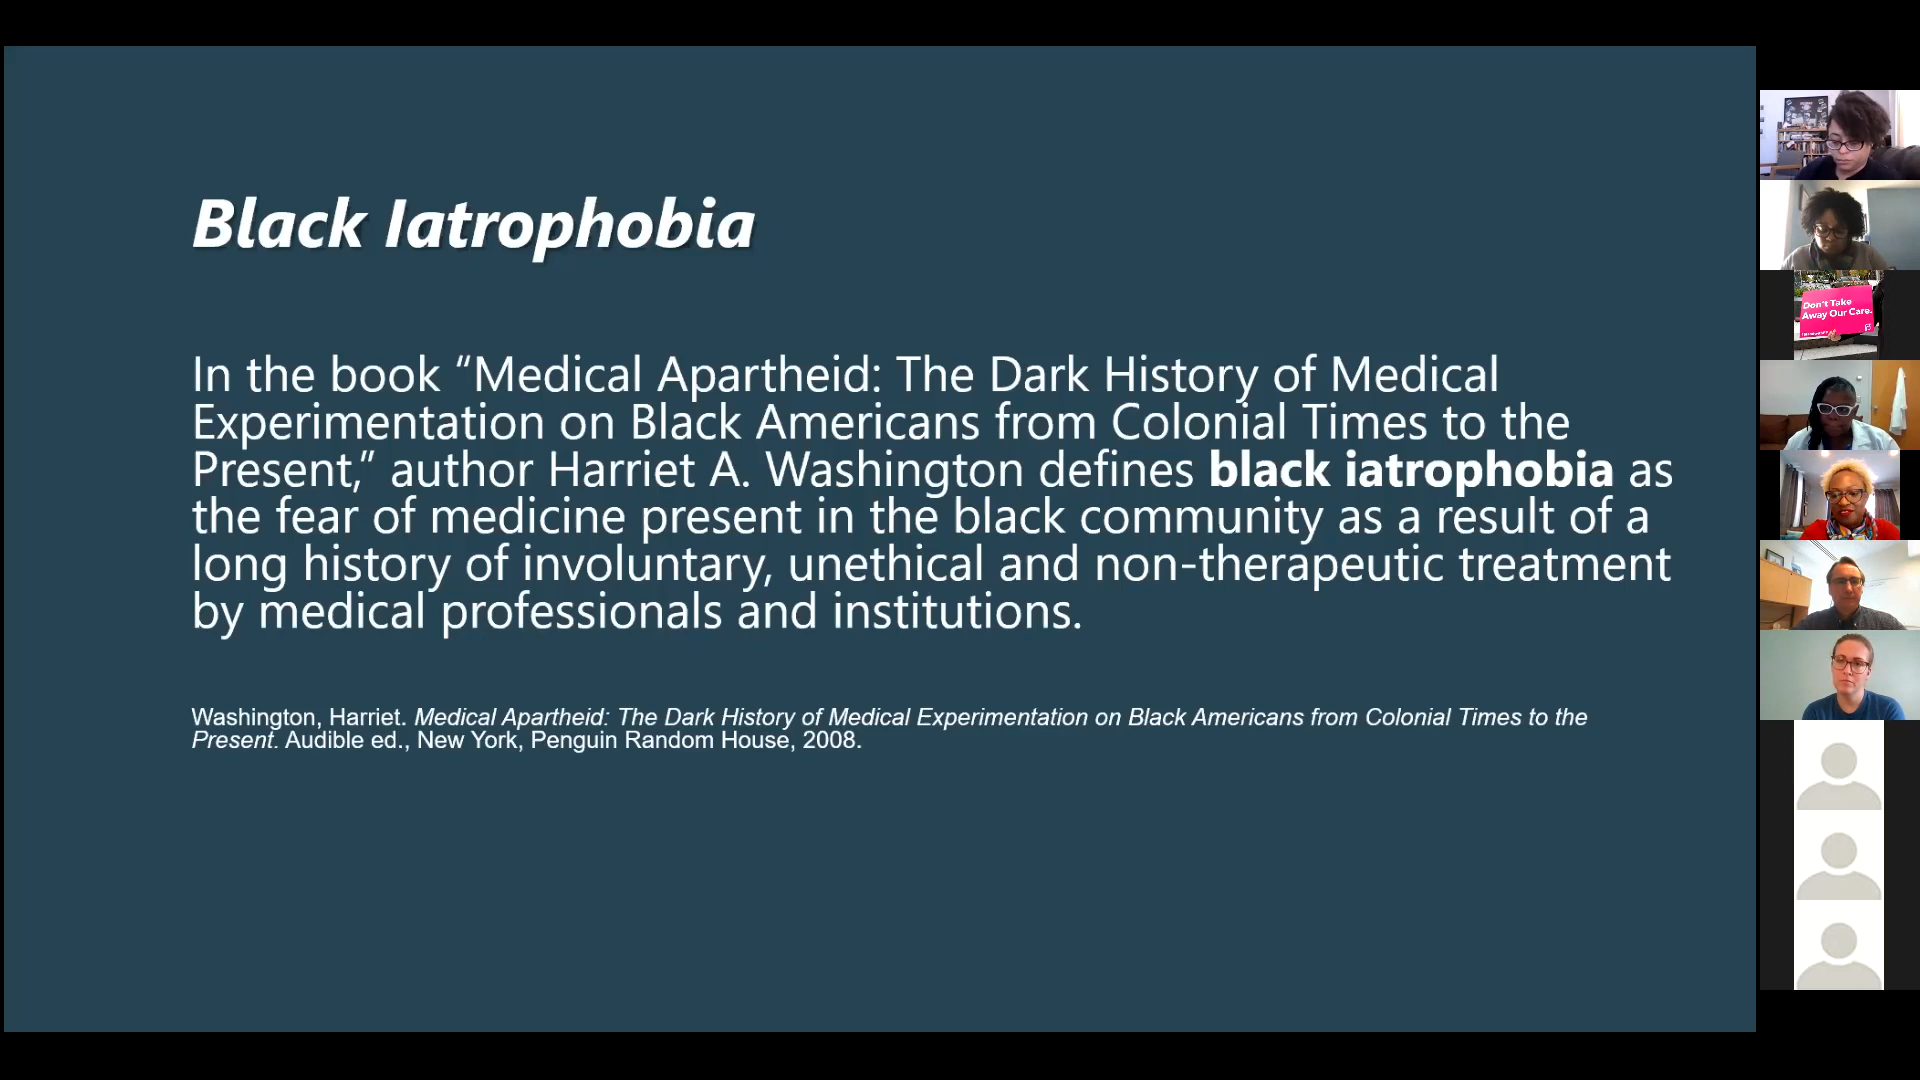 Black Iatrophobia
In the book “Medical Apartheid: The Dark History of Medical
Experimentation on Black Americans from Colonial Times to the
Present,” author Harriet A. Washington defines black iatrophobia as
the fear of medicine present in the black community as a result of a
long history of involuntary, unethical and non-therapeutic treatment
by medical professionals and institutions.
Washington, Harriet. Medical Apartheid: The Dark History of Medical Experimentation on Black Americans from Colonial Times to the
Present. Audible ed., New York, Penguin Random House, 2008.
Don't Take
Away Our Care.